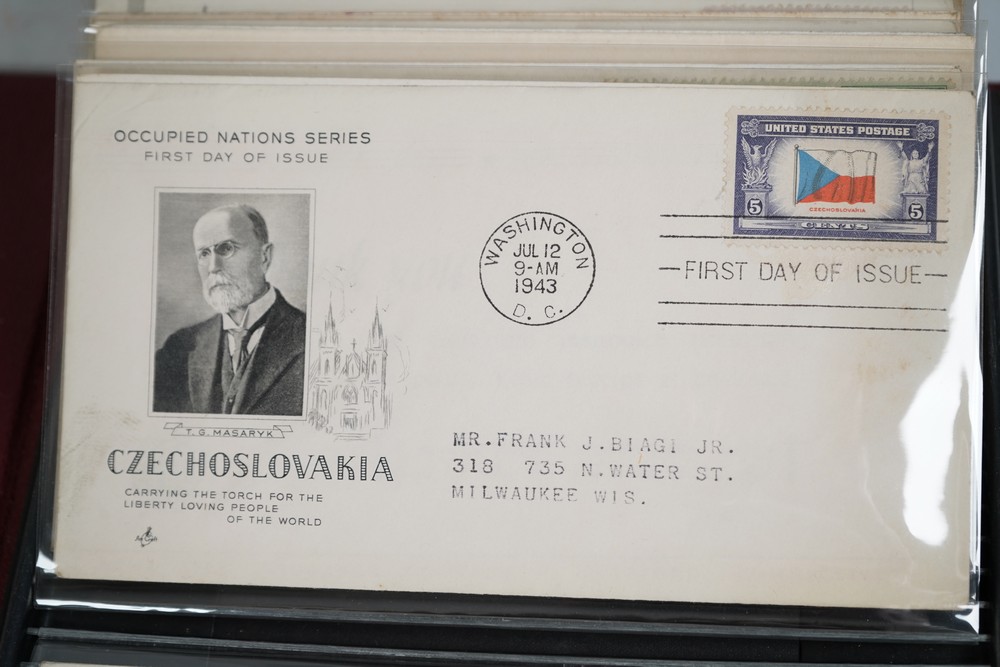 OCCUPIED NATIONS SERIES
FIRST DAY OF ISSUE
UNITED STATES POSTAGE
CZECHOSLOVAKIA
5 5
CENTS
WASHINGTON
JUL 12
9-AM
1943
D. C.
FIRST DAY OF ISSUE
T. G. MASARYK
CZECHOSLOVAKIA
CARRYING THE TORCH FOR THE
LIBERTY LOVING PEOPLE
OF THE WORLD
Art Craft
MR.FRANK J.BIAGI JR.
318 735 N.WATER ST.
MILWAUKEE WIS.